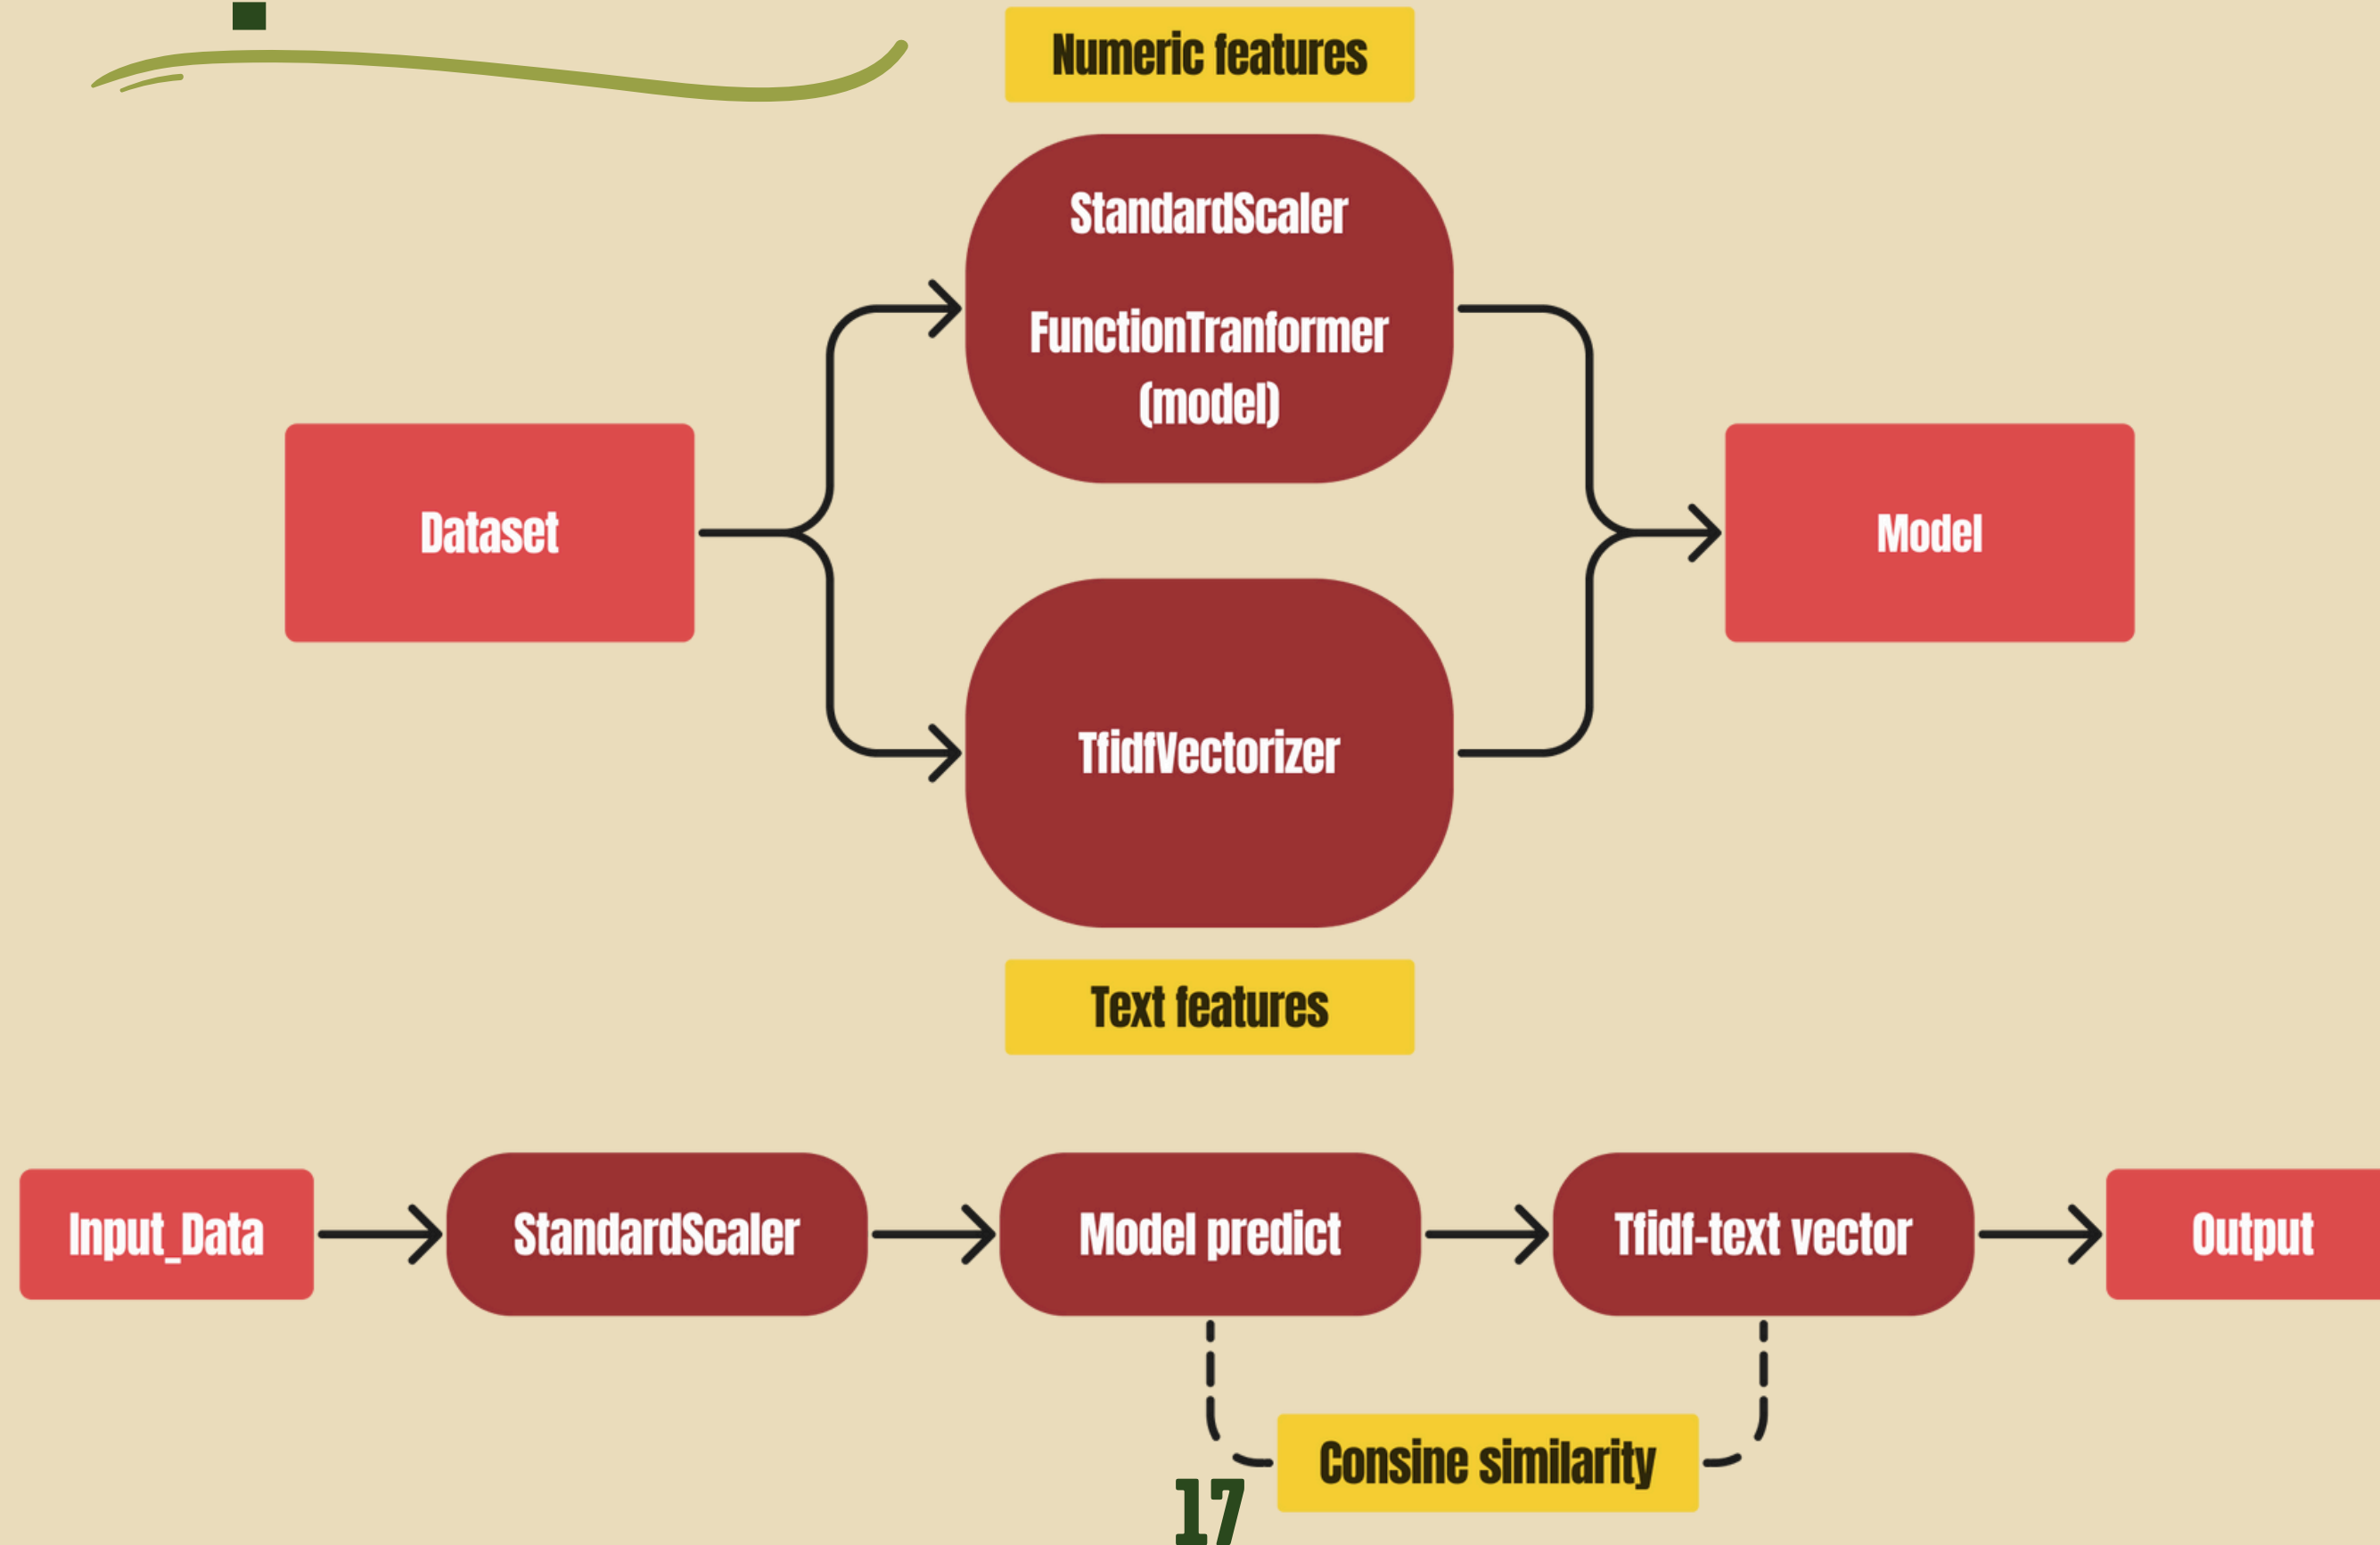 Numeric features
StandardScaler
FunctionTranformer
(model)
Dataset
Model
TfidfVectorizer
Text features
Input_Data
StandardScaler
Model predict
Tfidf-text vector
Output
Consine similarity
17